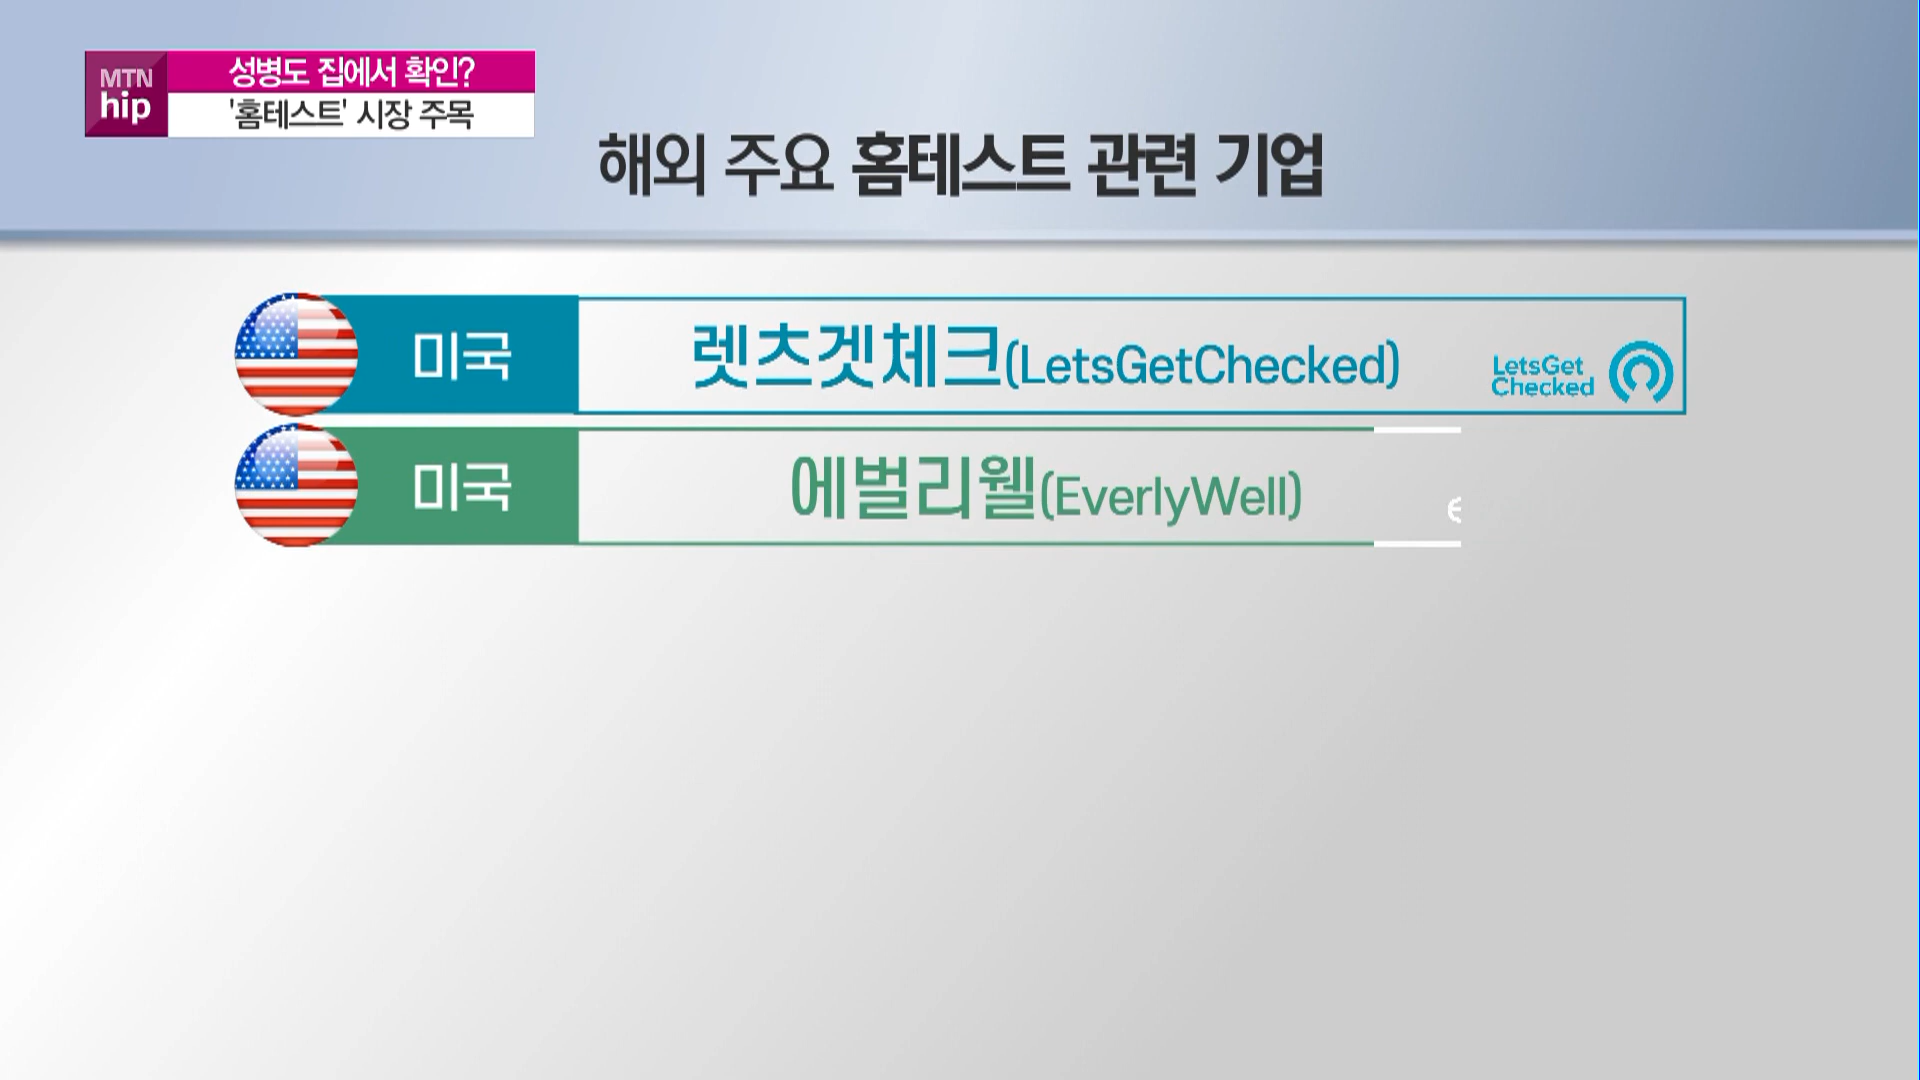 MTN
hip
성병도 집에서 확인?
'홈테스트' 시장 주목
해외 주요 홈테스트 관련 기업
미국
렛츠겟체크(LetsGetChecked)
LetsGet
Checked
미국
에벌리웰(EverlyWell)
e